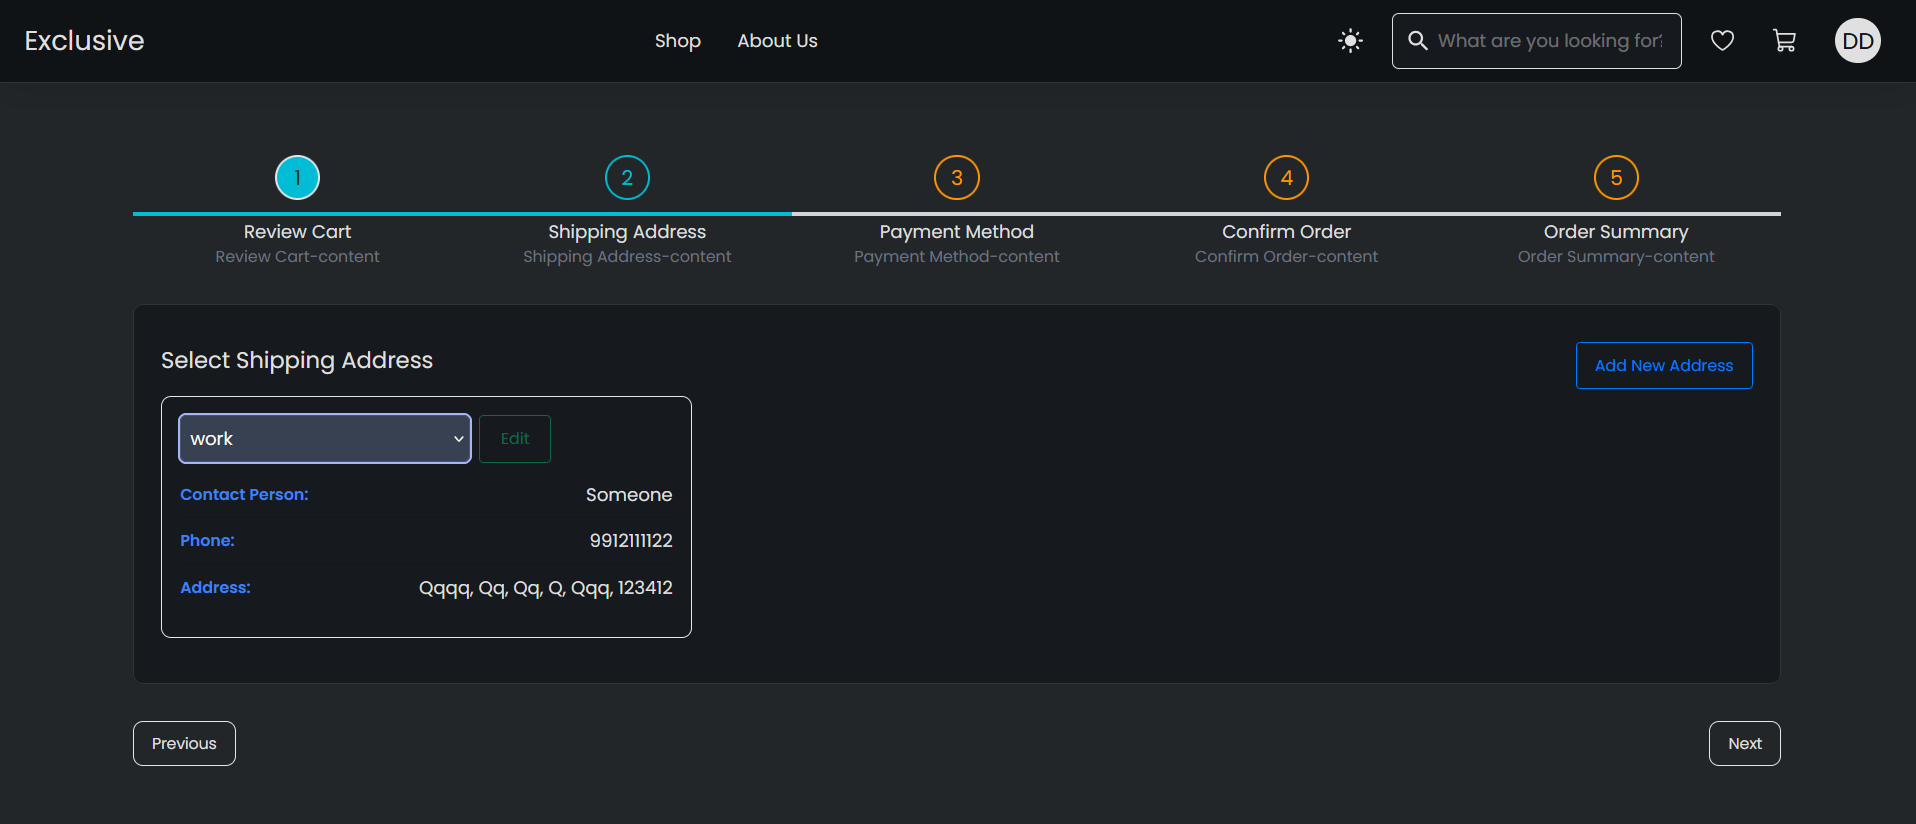 Exclusive
Shop
About Us
What are you looking for?
DD
1
2
3
4
5
Review Cart
Shipping Address
Payment Method
Confirm Order
Order Summary
Review Cart-content
Shipping Address-content
Payment Method-content
Confirm Order-content
Order Summary-content
Select Shipping Address
Add New Address
work
Edit
Contact Person:
Someone
Phone:
9912111122
Address:
Qqqq, Qq, Qq, Q, Qqq, 123412
Previous
Next